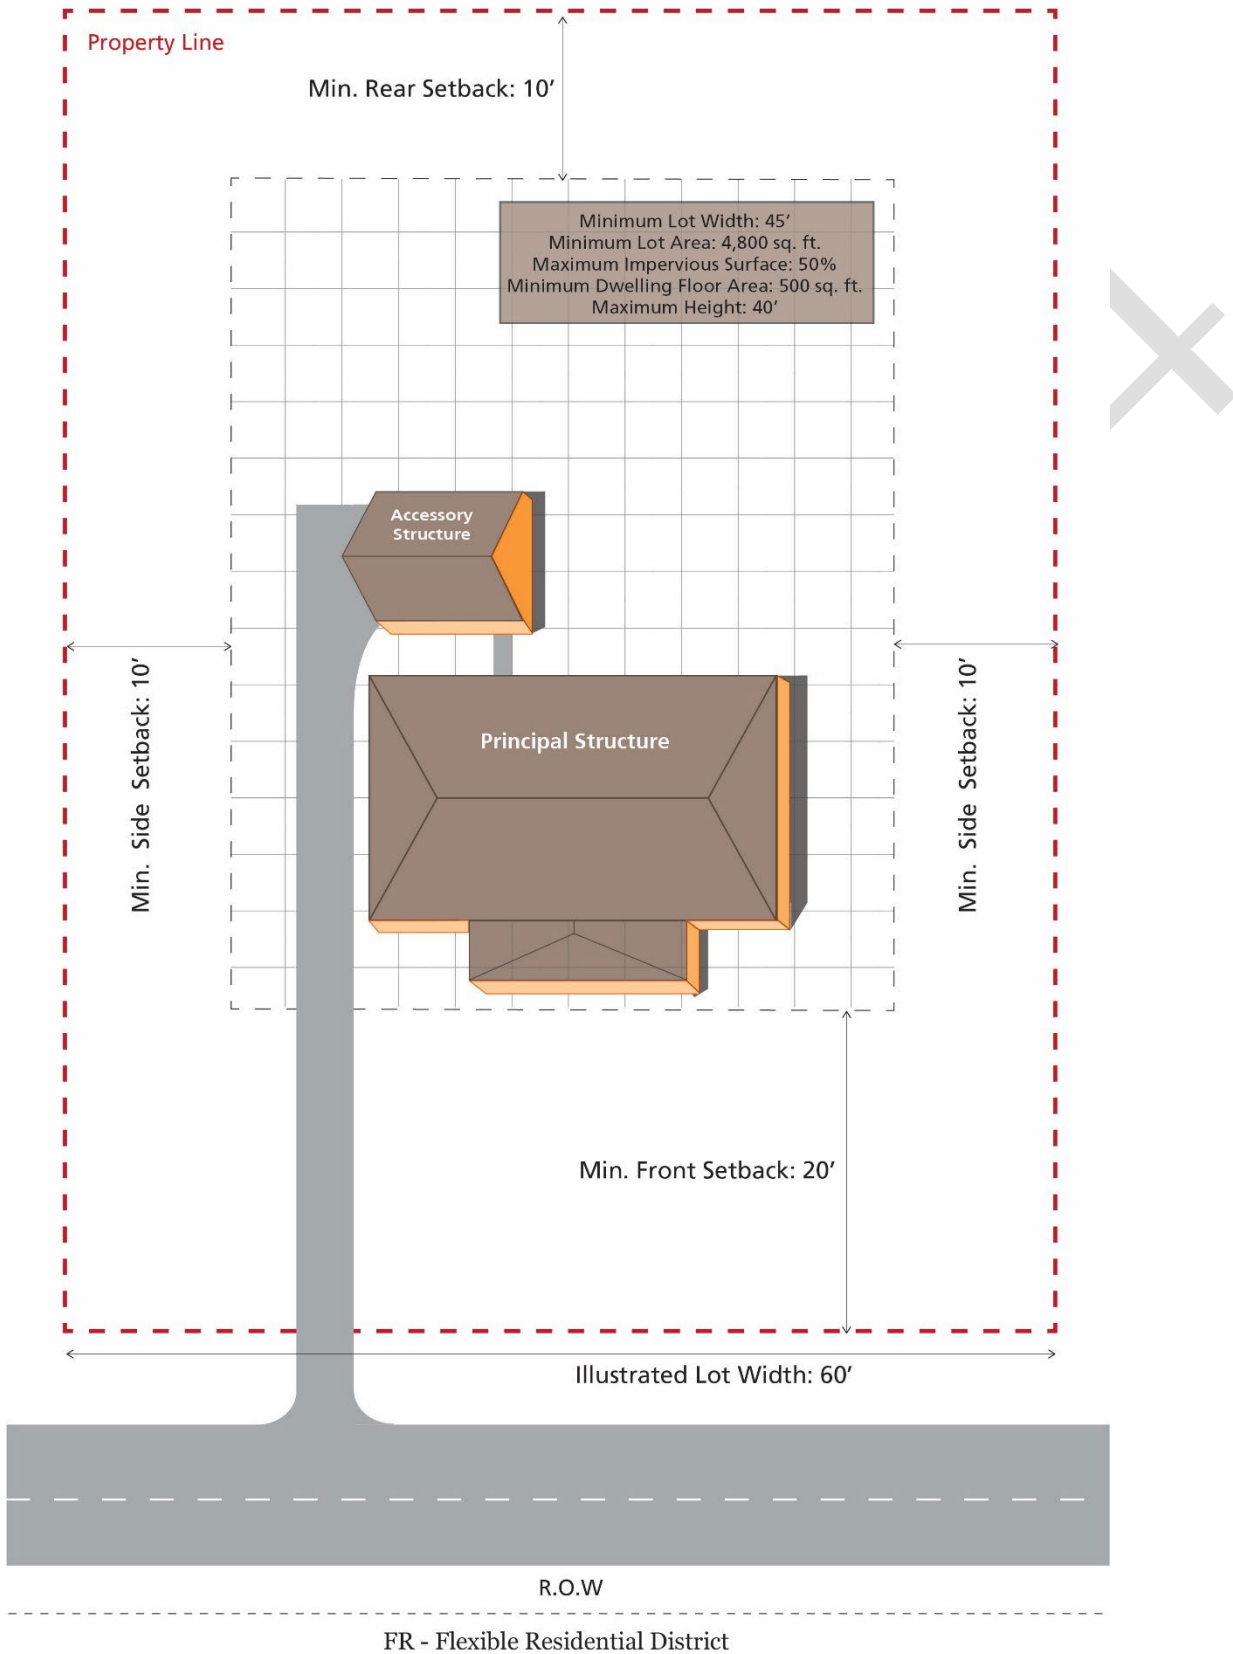 Property Line
Min. Rear Setback: 10’
Minimum Lot Width: 45’
Minimum Lot Area: 4,800 sq. ft.
Maximum Impervious Surface: 50%
Minimum Dwelling Floor Area: 500 sq. ft.
Maximum Height: 40’
Accessory
Structure
Min. Side Setback: 10’
Principal Structure
Min. Side Setback: 10’
Min. Front Setback: 20’
Illustrated Lot Width: 60’
R.O.W
FR - Flexible Residential District